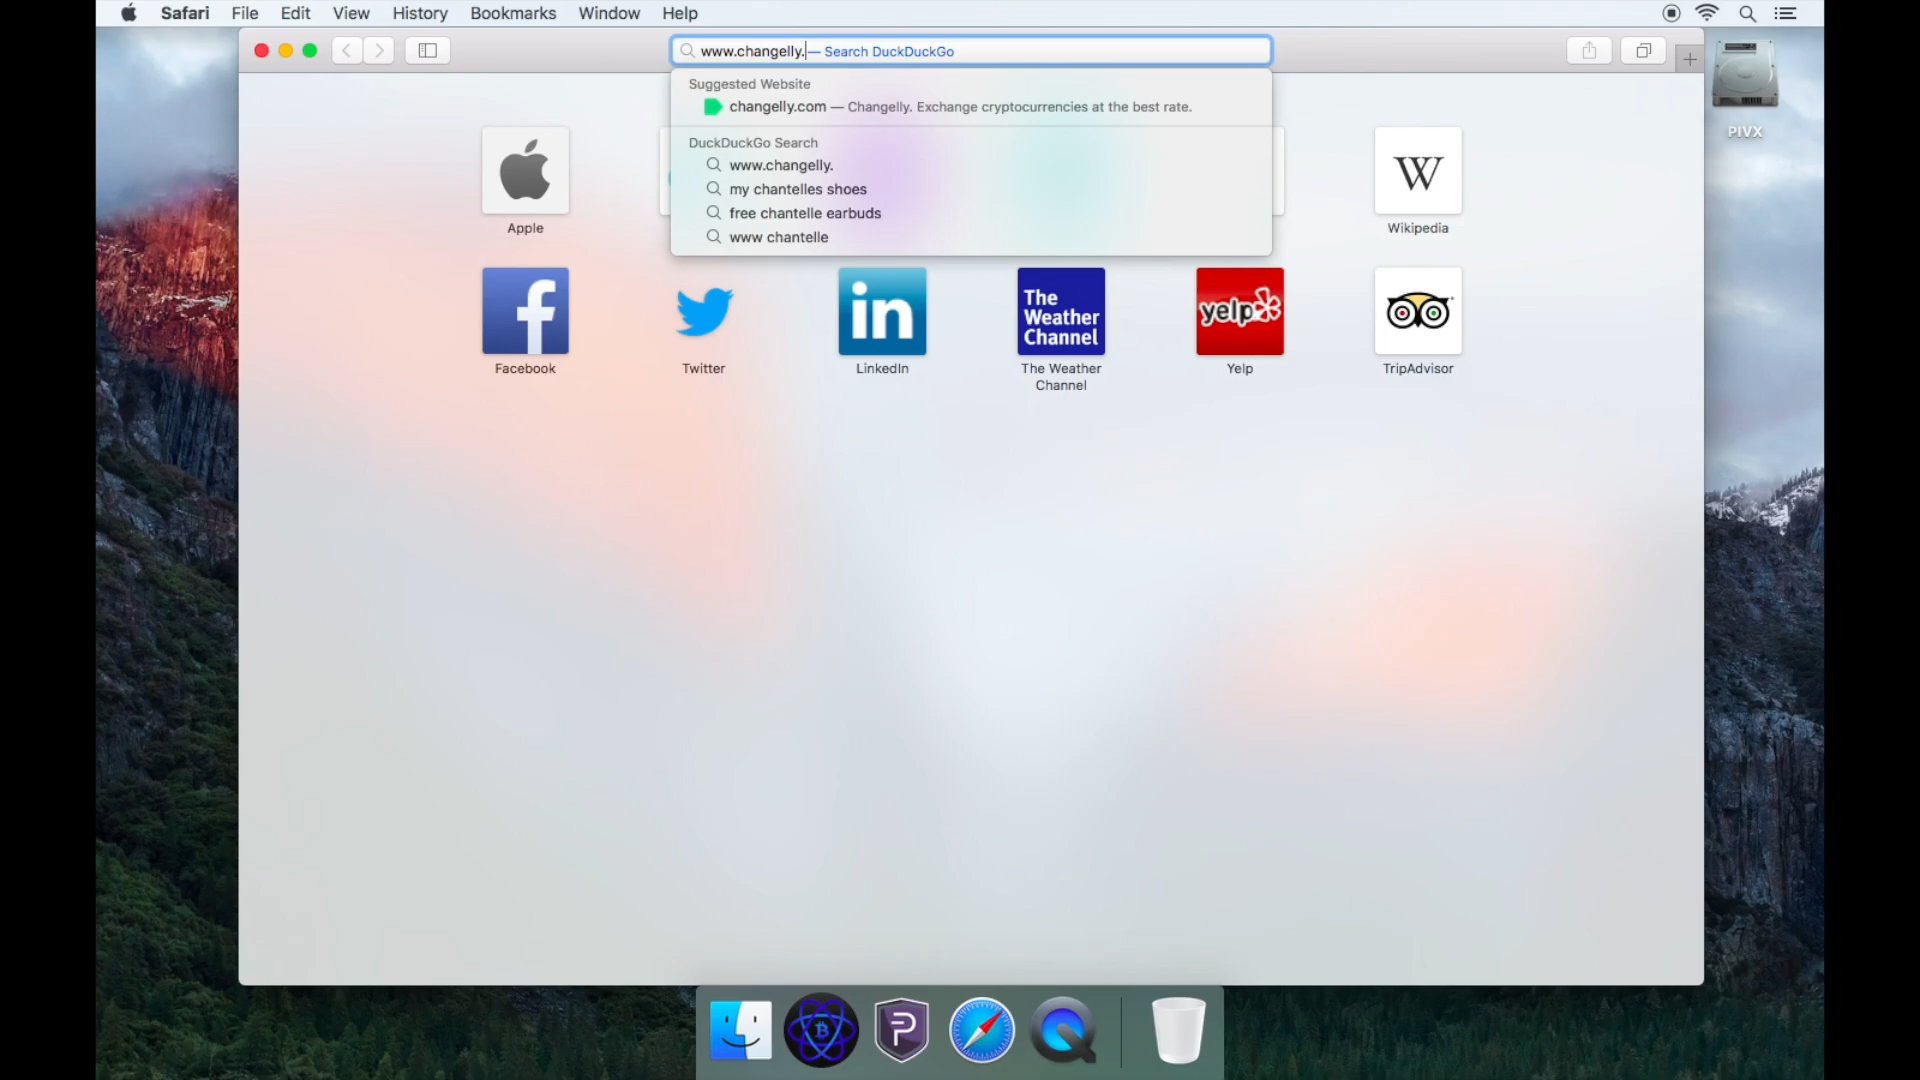 Safari File Edit View History Bookmarks Window Help
www.changelly. — Search DuckDuckGo
Suggested Website
changelly.com — Changelly. Exchange cryptocurrencies at the best rate.
DuckDuckGo Search
www.changelly.
my chantelles shoes
free chantelle earbuds
www chantelle
PIVX
W
Apple
Wikipedia
f
in
The
Weather
Channel
yelp
Facebook
Twitter
LinkedIn
The Weather
Channel
Yelp
TripAdvisor